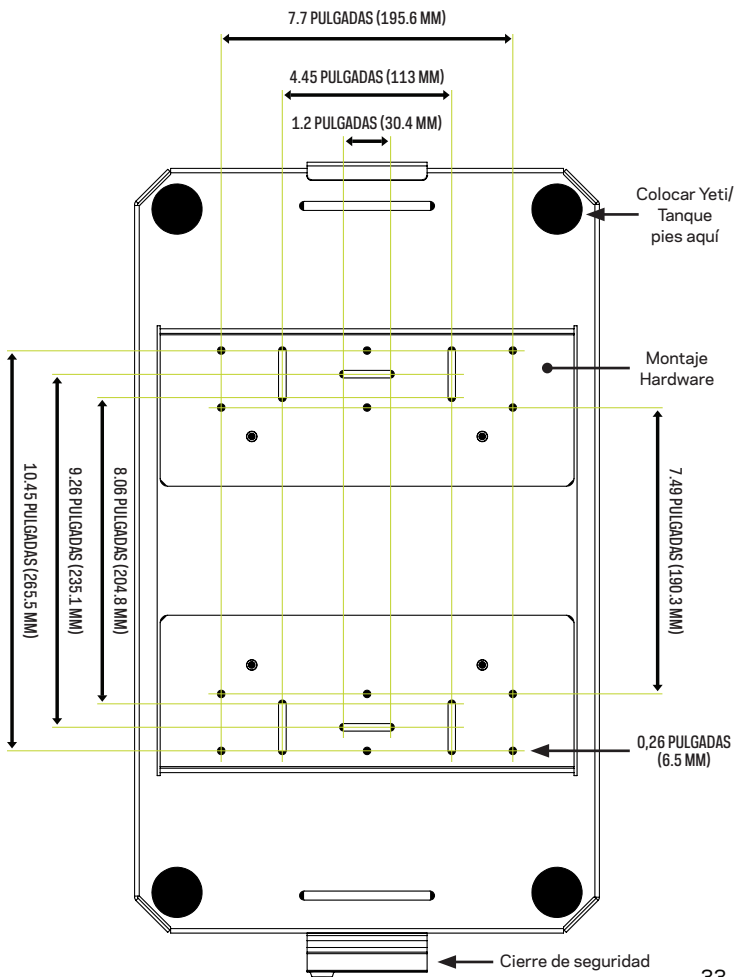 7.7 PULGADAS (195.6 MM)
4.45 PULGADAS (113 MM)
1.2 PULGADAS (30.4 MM)
Colocar Yeti/
Tanque
pies aquí
Montaje
Hardware
10.45 PULGADAS (265.5 MM)
9.26 PULGADAS (235.1 MM)
8.06 PULGADAS (204.8 MM)
7.49 PULGADAS (190.3 MM)
0,26 PULGADAS
(6.5 MM)
Cierre de seguridad
33